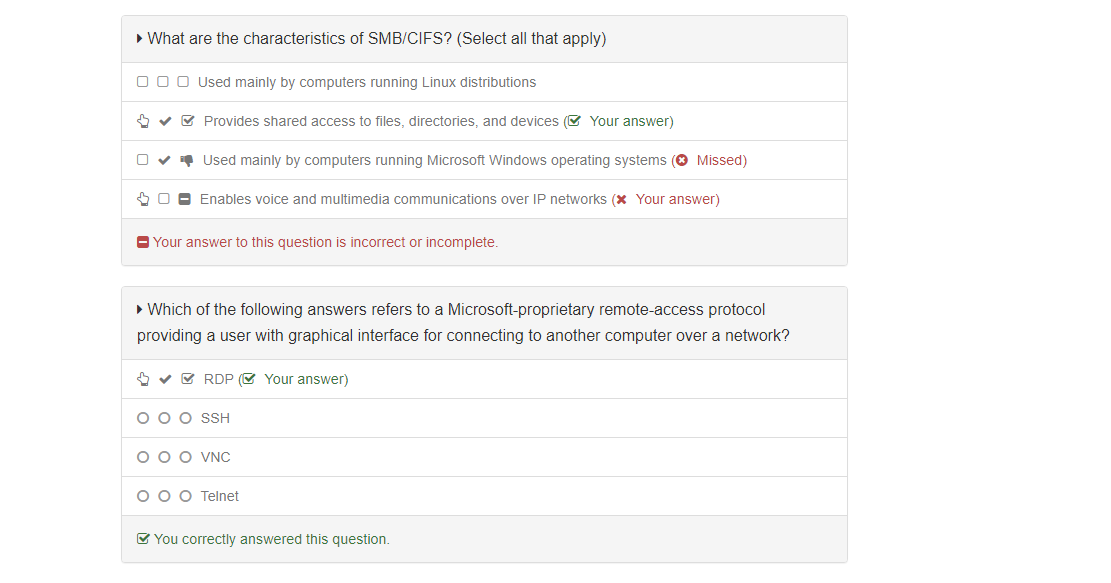 What are the characteristics of SMB/CIFS? (Select all that apply)
Used mainly by computers running Linux distributions
Provides shared access to files, directories, and devices ( Your answer)
Used mainly by computers running Microsoft Windows operating systems ( Missed)
Enables voice and multimedia communications over IP networks ( Your answer)
Your answer to this question is incorrect or incomplete.
Which of the following answers refers to a Microsoft-proprietary remote-access protocol
providing a user with graphical interface for connecting to another computer over a network?
RDP ( Your answer)
SSH
VNC
Telnet
You correctly answered this question.